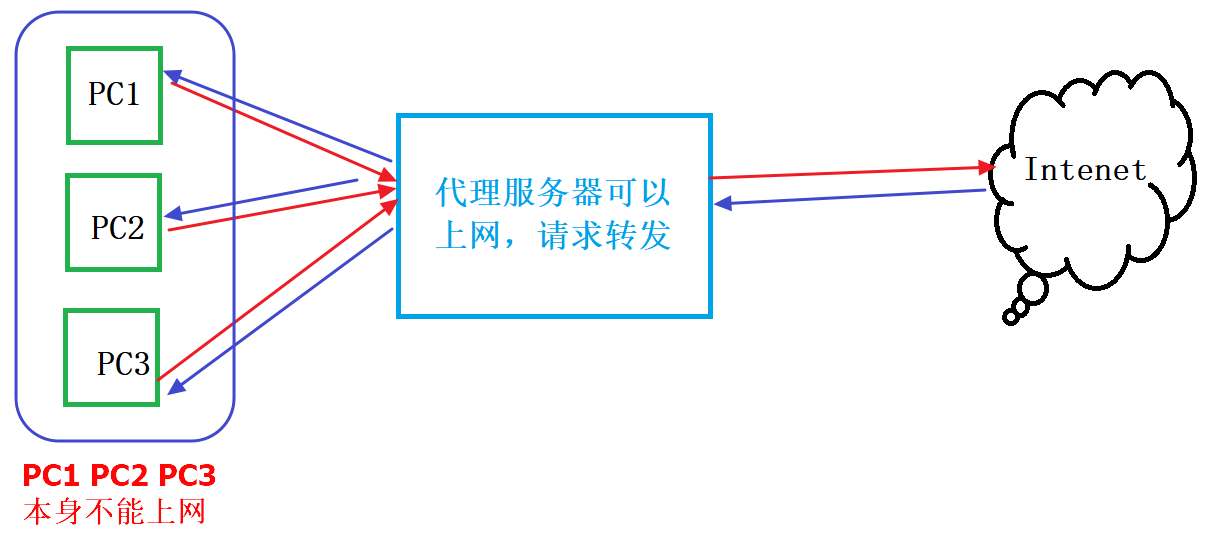 PC1
PC2
PC3
代理服务器可以
上网，请求转发
Intenet
PC1 PC2 PC3
本身不能上网